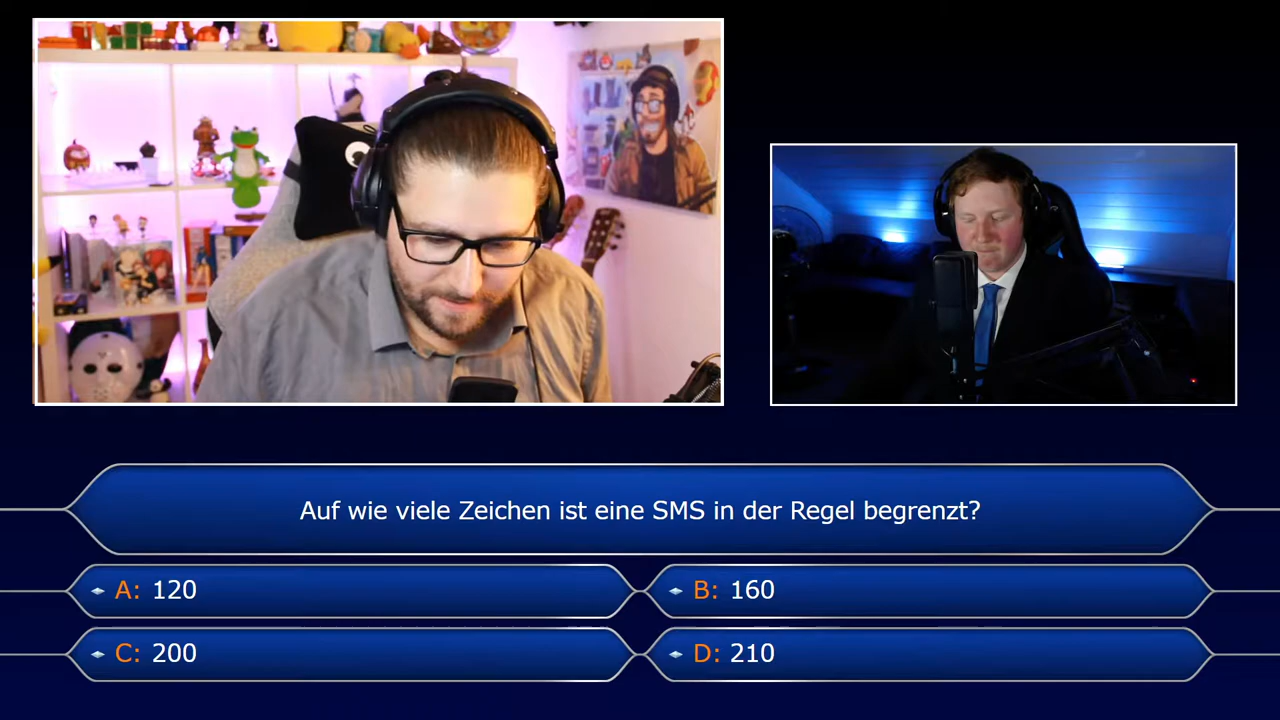 Auf wie viele Zeichen ist eine SMS in der Regel begrenzt?
A: 120
B: 160
C: 200
D: 210